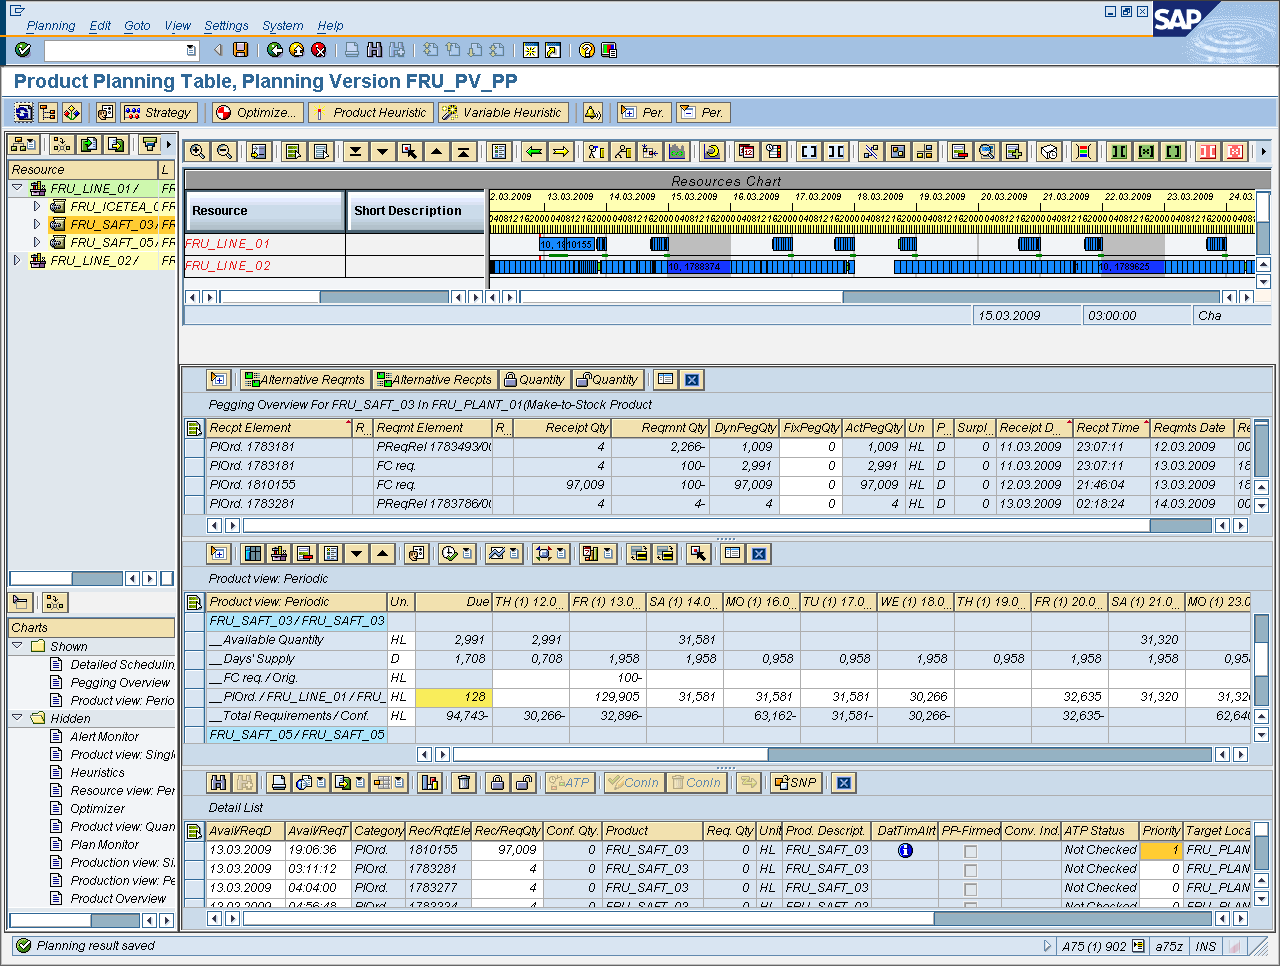 Planning Edit Goto View Settings System Help
SAP
Product Planning Table, Planning Version FRU_PV_PP
Strategy Optimize... Product Heuristic Variable Heuristic Per. Per.
Resource L
FRU_LINE_01 / FR
FRU_ICETEA_ FR
FRU_SAFT_03/ FR
FRU_SAFT_05/ FR
FRU_LINE_02 / FR
Resources Chart
Resource Short Description
2.03.2009 13.03.2009 14.03.2009 15.03.2009 16.03.2009 17.03.2009 18.03.2009 19.03.2009 20.03.2009 21.03.2009 22.03.2009 23.03.2009 24.03.
FRU_LINE_01
FRU_LINE_02 10, 1788374 10, 1789625
15.03.2009 03:00:00 Cha
Alternative Reqmts Alternative Recpts Quantity Quantity
Pegging Overview For FRU_SAFT_03 In FRU_PLANT_01(Make-to-Stock Product
Recpt Element R... Reqmt Element R... Receipt Qty Reqmnt Qty DynPegQty FixPegQty ActPegQty Un P... Surpl... Receipt D... Recpt Time Reqmts Date Re
PlOrd. 1783181 PReqRel 1783493/00 4 2,266- 1,009 0 1,009 HL D 0 11.03.2009 23:07:11 12.03.2009 00
PlOrd. 1783181 FC req. 4 100- 2,991 0 2,991 HL D 0 11.03.2009 23:07:11 13.03.2009 18
PlOrd. 1810155 FC req. 97,009 100- 97,009 0 97,009 HL D 0 12.03.2009 21:46:04 13.03.2009 18
PlOrd. 1783281 PReqRel 1783786/00 4 4- 4 0 4 HL D 0 13.03.2009 02:18:24 14.03.2009 00
Product view: Periodic
Product view: Periodic Un. Due TH (1) 12.0... FR (1) 13.0... SA (1) 14.0... MO (1) 16.0... TU (1) 17.0... WE (1) 18.0... TH (1) 19.0... FR (1) 20.0... SA (1) 21.0... MO (1) 23.0
FRU_SAFT_03 / FRU_SAFT_03
__Available Quantity HL 2,991 2,991 31,581 31,320
__Days' Supply D 1,708 0,708 1,958 1,958 0,958 1,958 1,958 0,958 1,958 1,958 0,95
__FC req. / Orig. HL 100-
__PlOrd. / FRU_LINE_01 / FRU_ HL 128 129,905 31,581 31,581 31,581 30,266 32,635 31,320 31,32
__Total Requirements / Conf. HL 94,743- 30,266- 32,896- 63,162- 31,581- 30,266- 32,635- 62,640
FRU_SAFT_05 / FRU_SAFT_05
Charts
Shown
Detailed Schedulin
Pegging Overview
Product view: Perio
Hidden
Alert Monitor
Product view: Singl
Heuristics
Resource view: Per
Optimizer
Product view: Quan
Plan Monitor
Production view: Si
Production view: Pe
Product Overview
ATP ConIn ConIn SNP
Detail List
Avail/ReqD Avail/ReqT Category Rec/RqtEle Rec/ReqQty Conf. Qty. Product Req. Qty Unit Prod. Descript. DatTimAlrt PP-Firmed Conv. Ind. ATP Status Priority Target Loca
13.03.2009 19:06:36 PlOrd. 1810155 97,009 0 FRU_SAFT_03 0 HL FRU_SAFT_03 Not Checked 1 FRU_PLAN
13.03.2009 03:11:12 PlOrd. 1783281 4 0 FRU_SAFT_03 0 HL FRU_SAFT_03 Not Checked 0 FRU_PLAN
13.03.2009 04:04:00 PlOrd. 1783277 4 0 FRU_SAFT_03 0 HL FRU_SAFT_03 Not Checked 0 FRU_PLAN
Planning result saved
A75 (1) 902 a75z INS